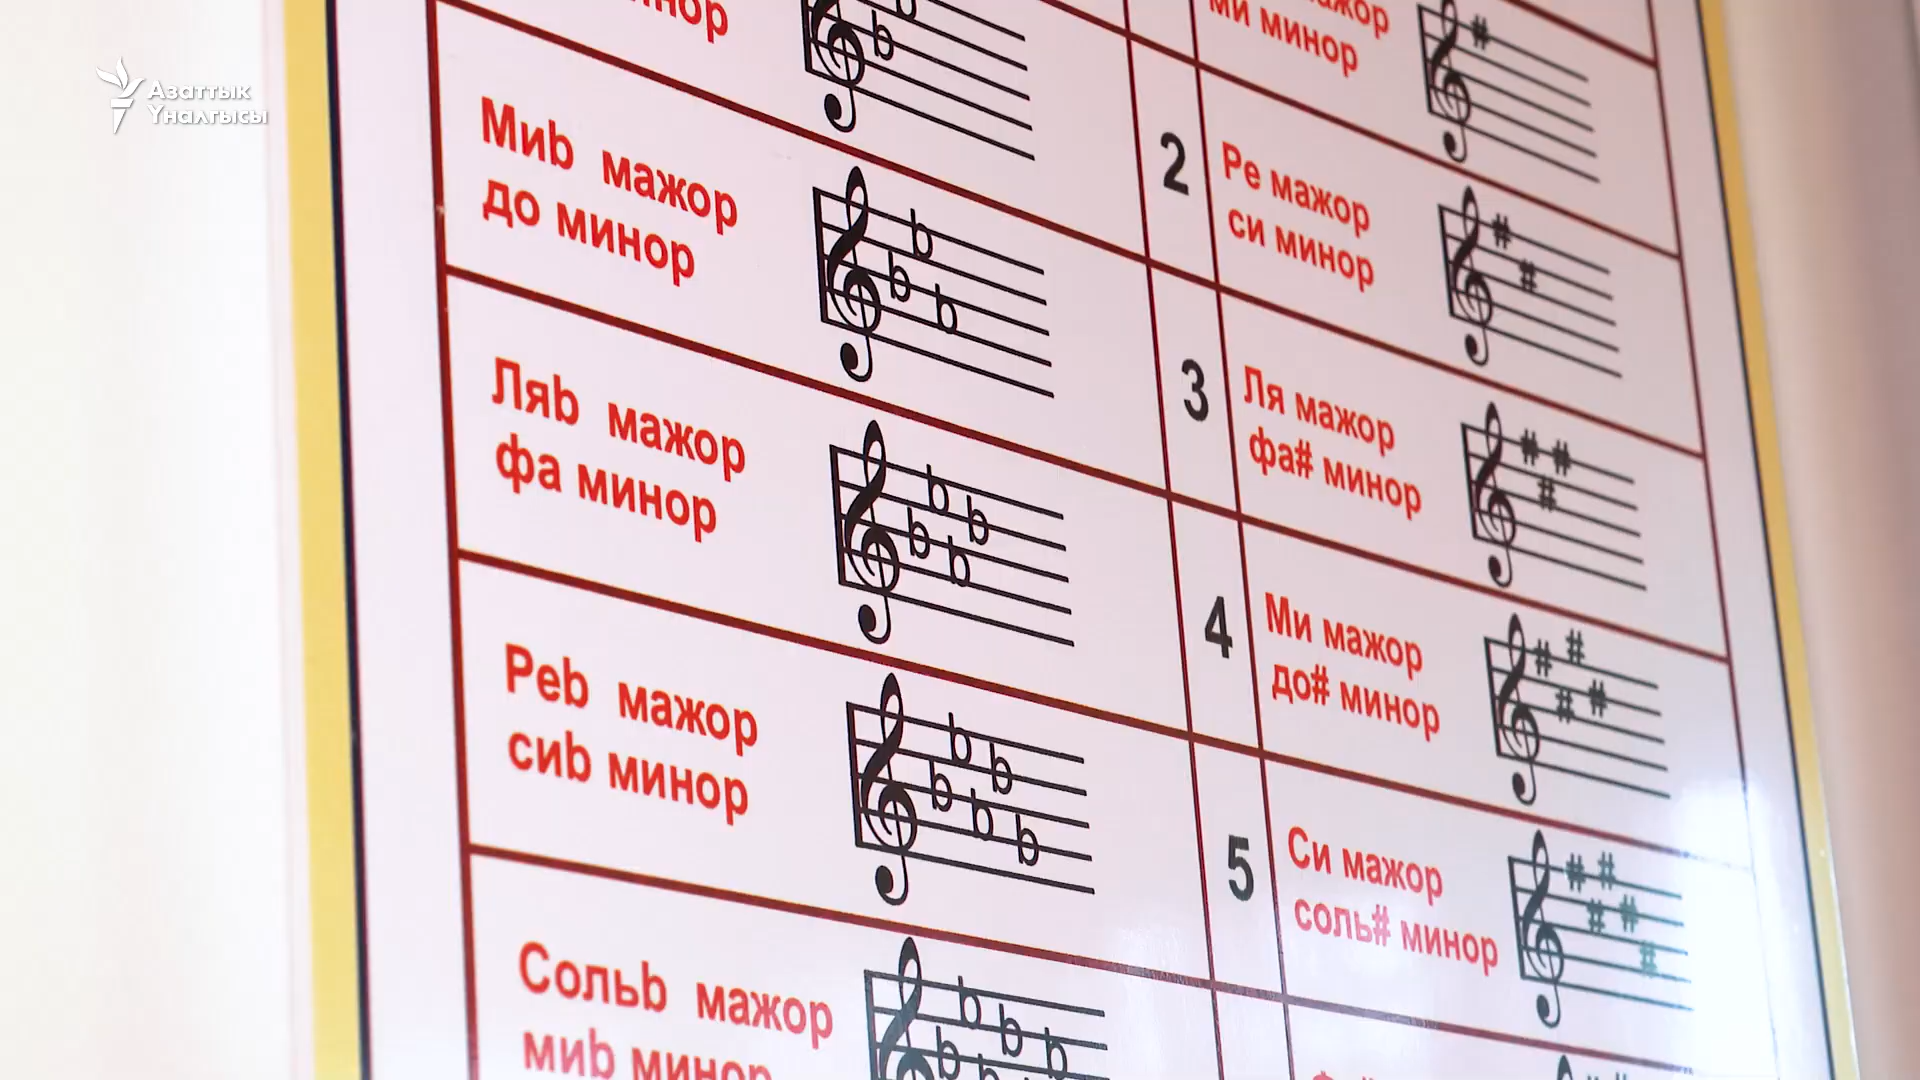 Азаттык
Үналгысы
минор
Миb мажор
до минор
Ляb мажор
фа минор
Реb мажор
сиb минор
Сольb мажор
миb минор
2
3
4
5
мажор
ми минор
Ре мажор
си минор
Ля мажор
фа# минор
Ми мажор
до# минор
Си мажор
соль# минор